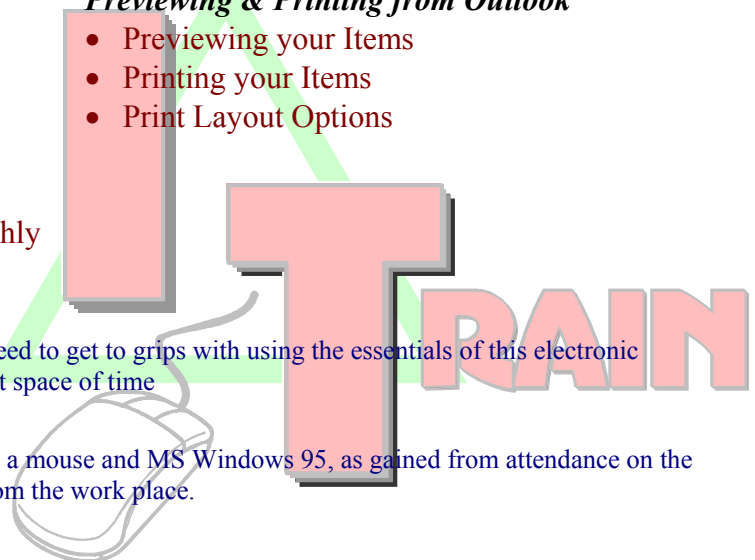 Previewing & Printing from Outlook
• Previewing your Items
• Printing your Items
• Print Layout Options
hly
eed to get to grips with using the essentials of this electronic
t space of time
a mouse and MS Windows 95, as gained from attendance on the
om the work place.
IT TRAIN